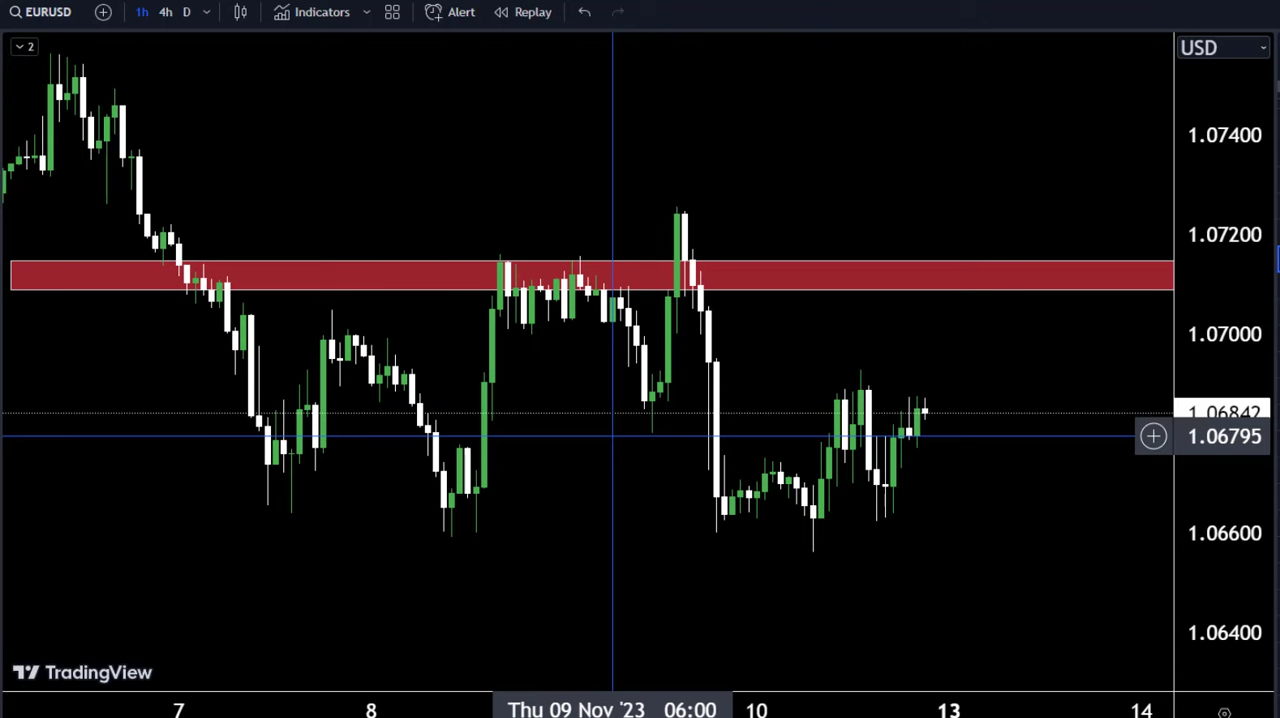 EURUSD 1h 4h D Indicators Alert Replay
2
USD
1.07400
1.07200
1.07000
1.06842
1.06795
1.06600
1.06400
TradingView
7 8 Thu 09 Nov '23 06:00 10 13 14